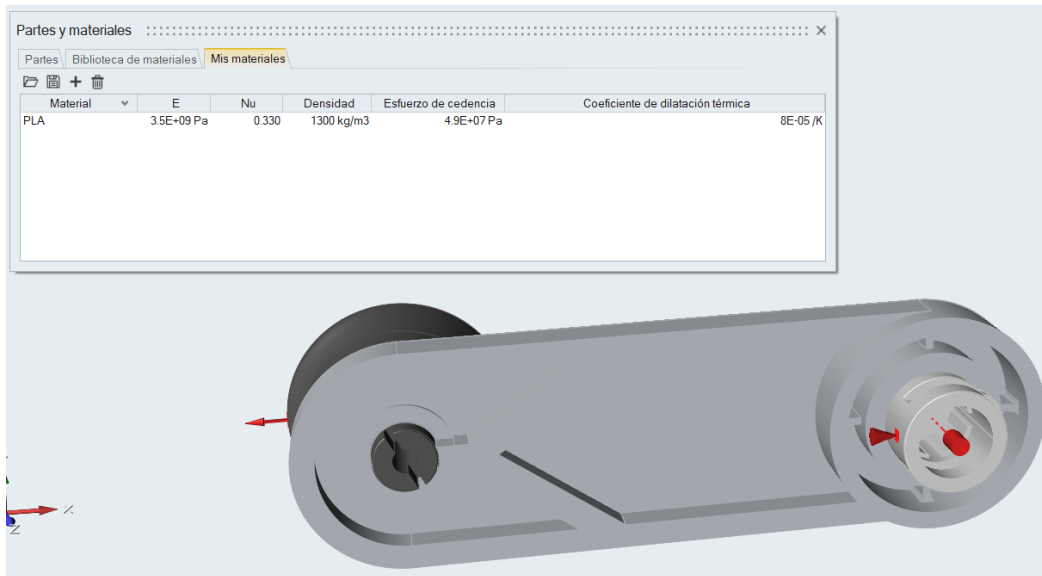 Partes y materiales
Partes Biblioteca de materiales Mis materiales
Material E Nu Densidad Esfuerzo de cedencia Coeficiente de dilatación térmica
PLA 3.5E+09 Pa 0.330 1300 kg/m3 4.9E+07 Pa 8E-05 /K
X
Z